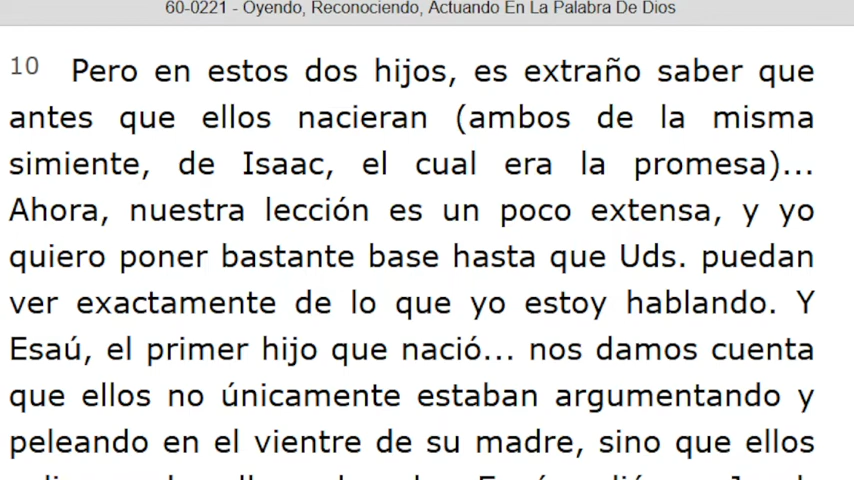 60-0221 - Oyendo, Reconociendo, Actuando En La Palabra De Dios
10 Pero en estos dos hijos, es extraño saber que
antes que ellos nacieran (ambos de la misma
simiente, de Isaac, el cual era la promesa)...
Ahora, nuestra lección es un poco extensa, y yo
quiero poner bastante base hasta que Uds. puedan
ver exactamente de lo que yo estoy hablando. Y
Esaú, el primer hijo que nació... nos damos cuenta
que ellos no únicamente estaban argumentando y
peleando en el vientre de su madre, sino que ellos